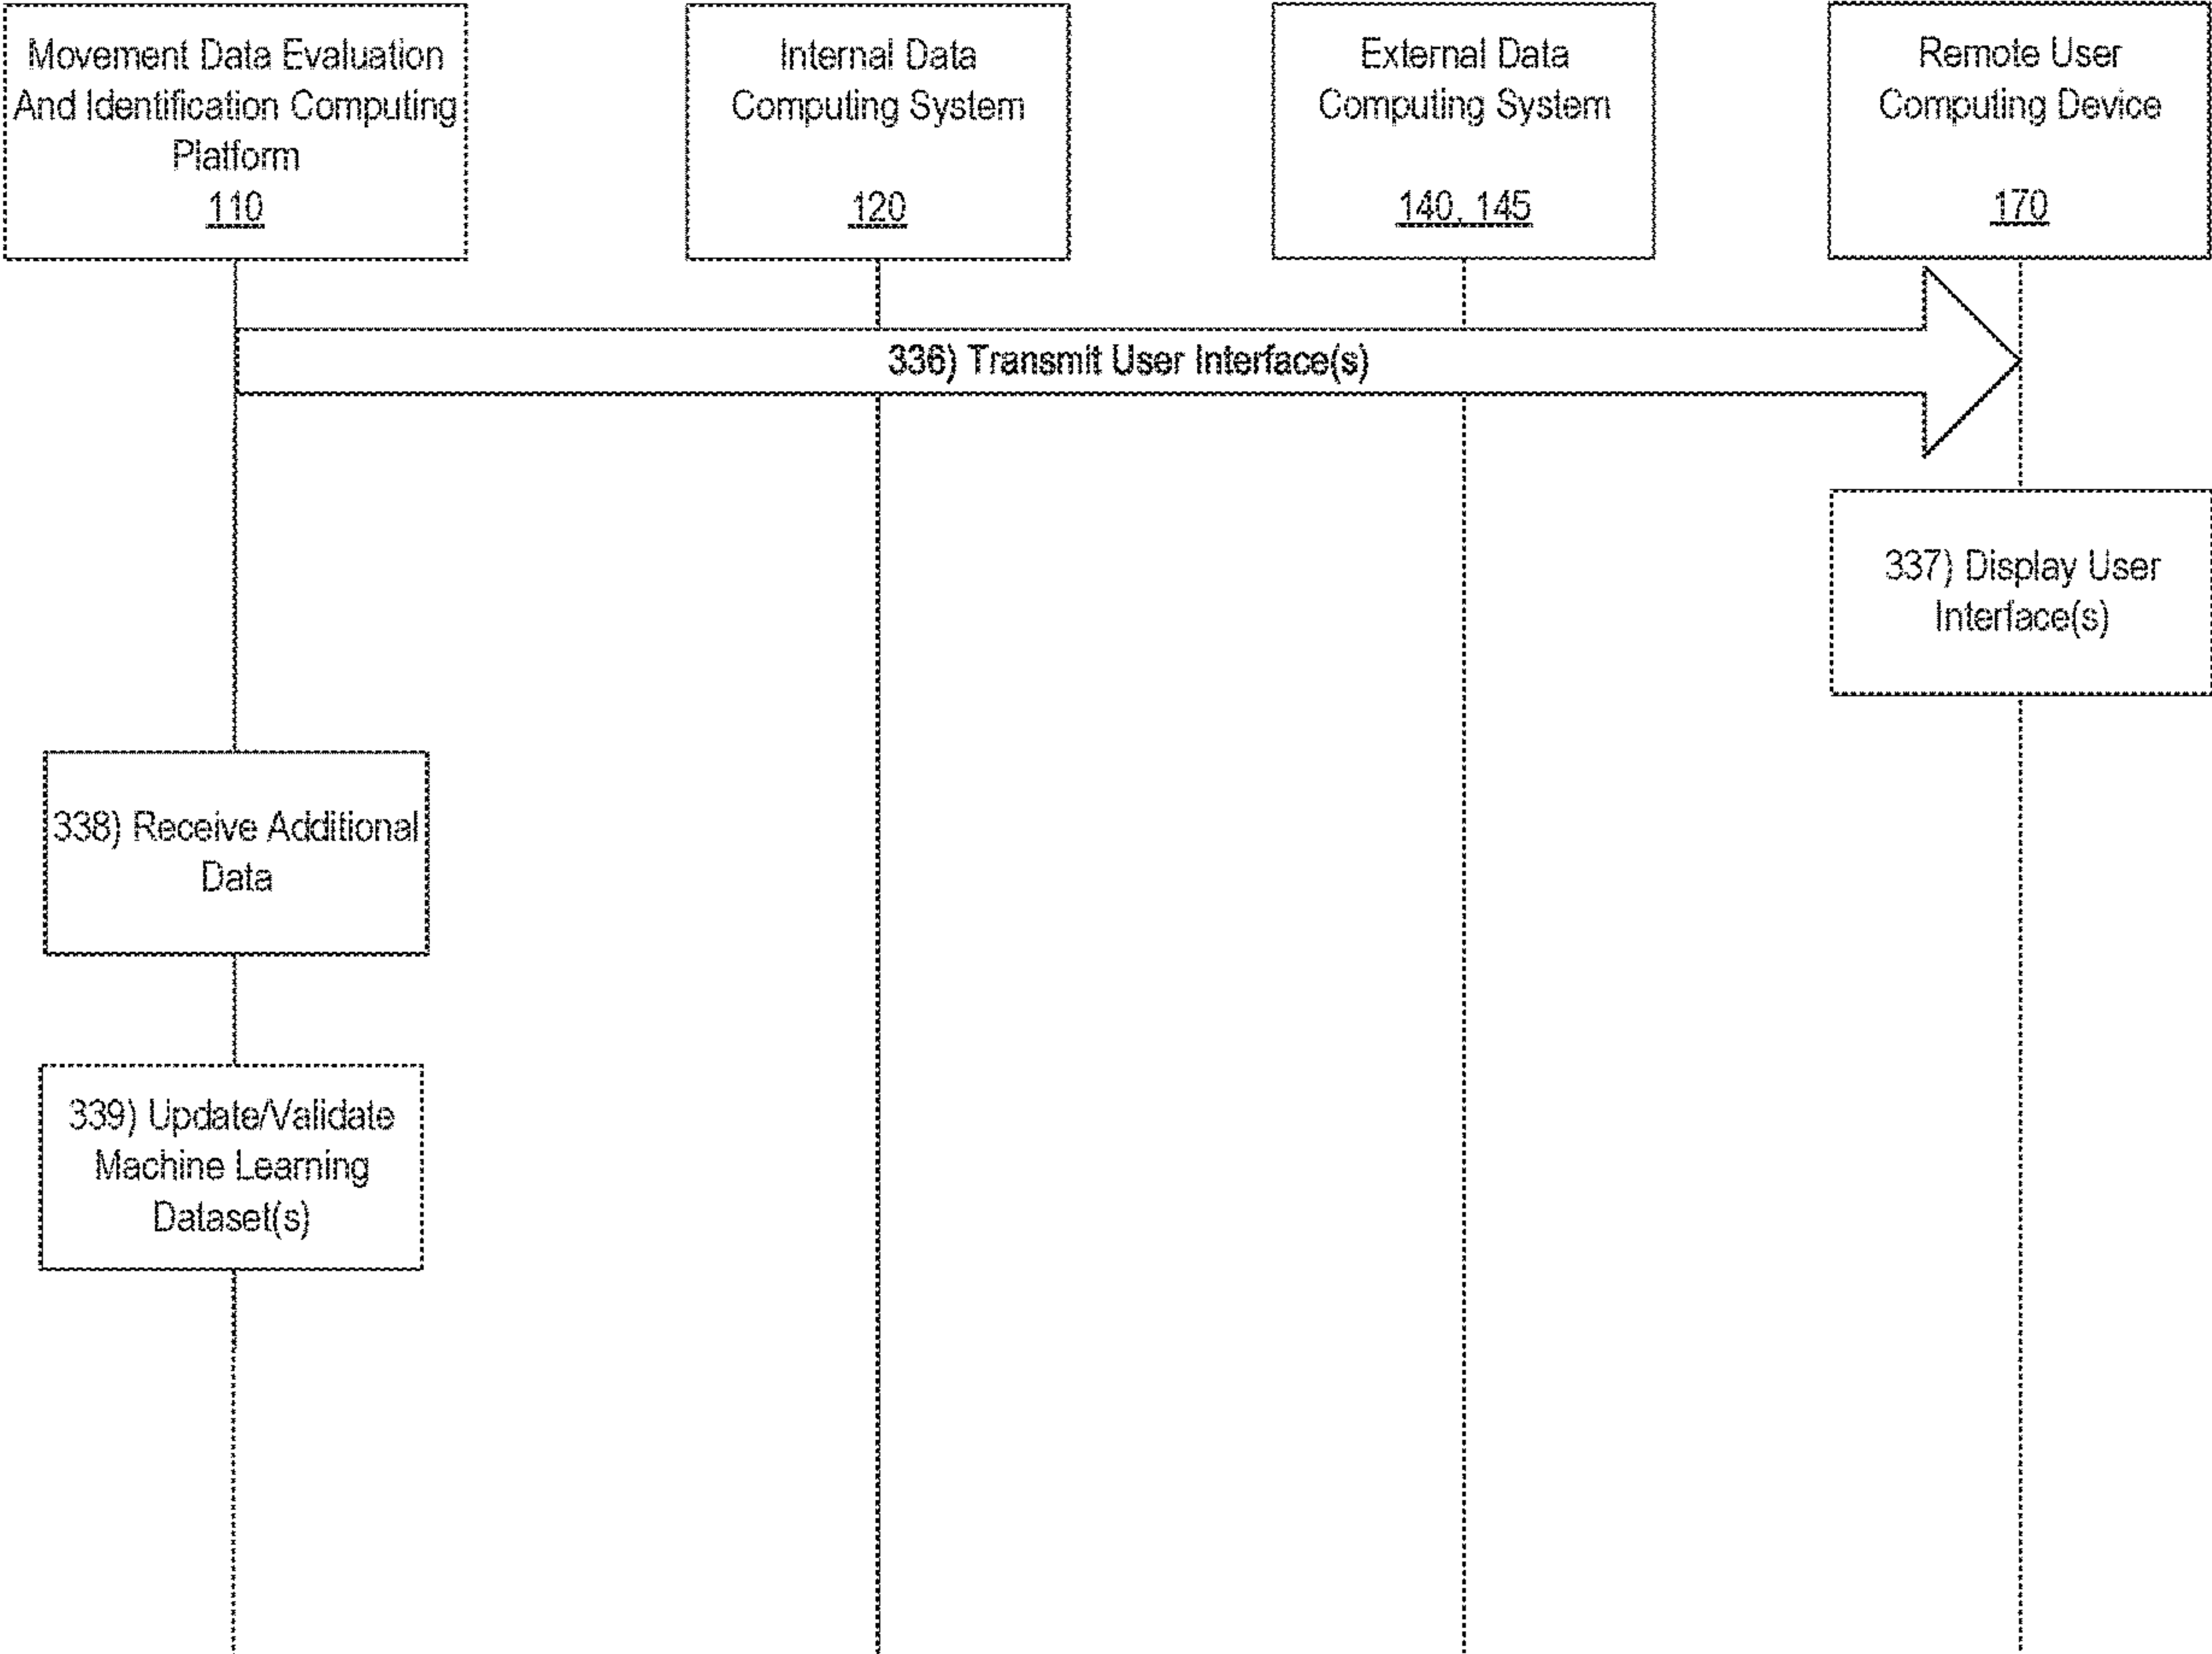 Movement Data Evaluation
And Identification Computing
Platform
110
Internal Data
Computing System
120
External Data
Computing System
140, 145
Remote User
Computing Device
170
336) Transmit User Interface(s)
337) Display User
Interface(s)
338) Receive Additional
Data
339) Update/Validate
Machine Learning
Dataset(s)